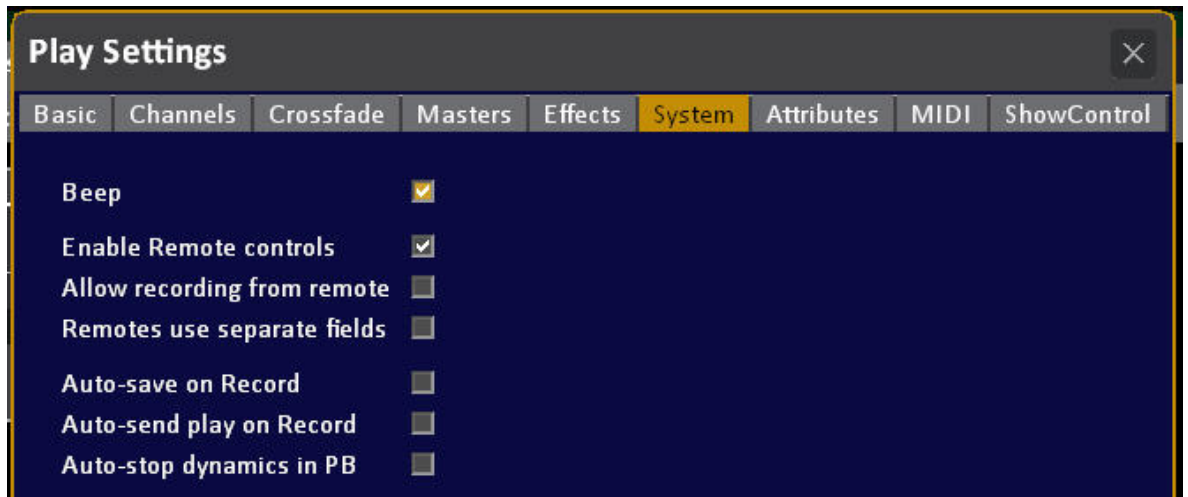 Play Settings
Basic Channels Crossfade Masters Effects System Attributes MIDI ShowControl
Beep
Enable Remote controls
Allow recording from remote
Remotes use separate fields
Auto-save on Record
Auto-send play on Record
Auto-stop dynamics in PB